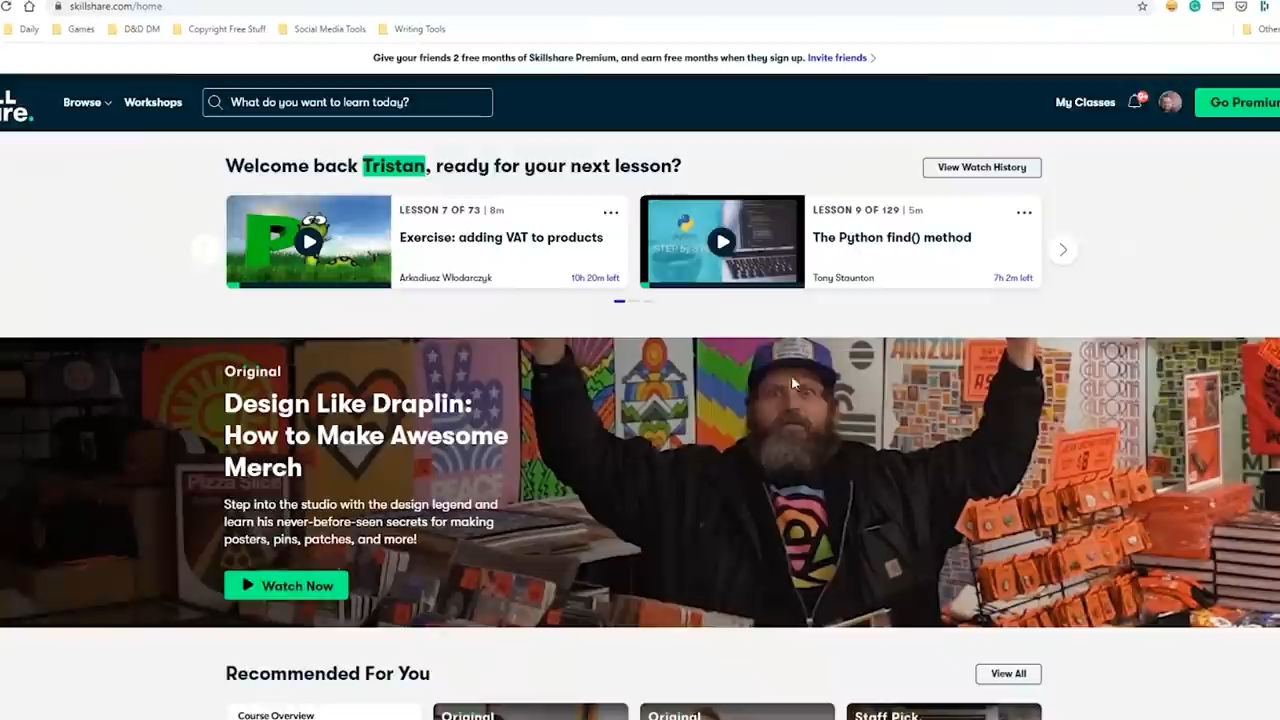 skillshare.com/home
Daily
Games
D&D DM
Copyright Free Stuff
Social Media Tools
Writing Tools
Give your friends 2 free months of Skillshare Premium, and earn free months when they sign up. Invite friends
Browse
Workshops
What do you want to learn today?
My Classes
9+
Welcome back Tristan, ready for your next lesson?
View Watch History
LESSON 7 OF 73 | 8m
Exercise: adding VAT to products
Arkadiusz Włodarczyk
10h 20m left
LESSON 9 OF 129 | 5m
The Python find() method
Tony Staunton
7h 2m left
Original
Design Like Draplin:
How to Make Awesome
Merch
Step into the studio with the design legend and
learn his never-before-seen secrets for making
posters, pins, patches, and more!
Watch Now
PEACE
Pizza Slice
ARIZONA
Recommended For You
View All
Course Overview
Original
Original
Staff Pick